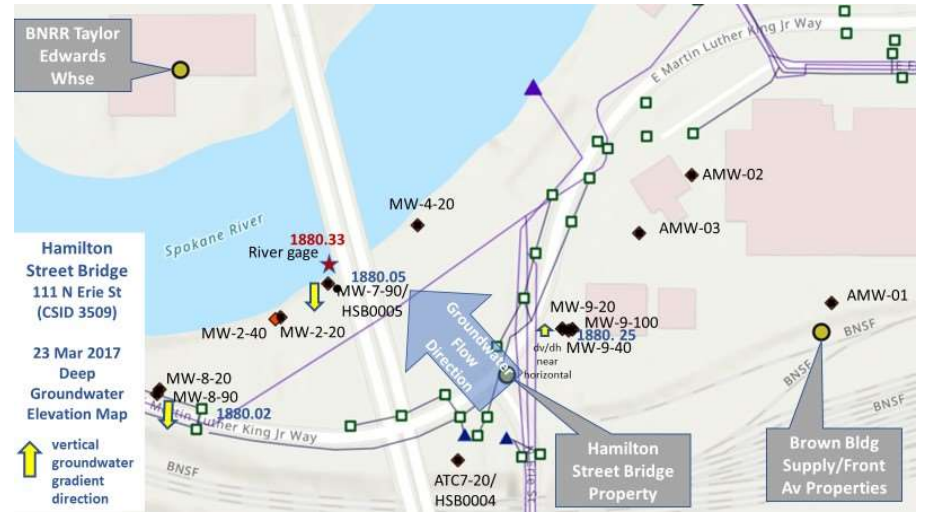 BNRR Taylor
Edwards
Whse
E Martin Luther King Jr Way
E E
AMW-02
MW-4-20
AMW-03
Spokane River
1880.33
River gage
1880.05
MW-7-90/
HSB0005
Hamilton
Street Bridge
111 N Erie St
(CSID 3509)
23 Mar 2017
Deep
Groundwater
Elevation Map
vertical
groundwater
gradient
direction
MW-2-40
MW-2-20
Groundwater
Flow
Direction
MW-9-20
MW-9-100
1880. 25
MW-9-40
dv/dh
near
horizontal
AMW-01
BNSF
BNSF
BNSF
MW-8-20
MW-8-90
1880.02
Martin Luther King Jr Way
BNSF
ATC7-20/
HSB0004
Hamilton
Street Bridge
Property
Brown Bldg
Supply/Front
Av Properties